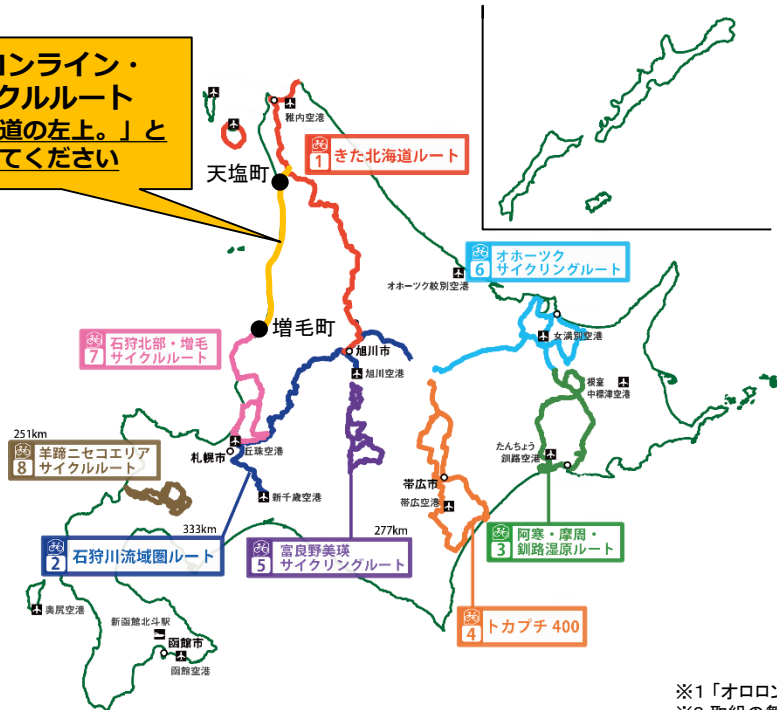 ロンライン・
クルルート
道の左上。」と
てください
稚内空港
1 きた北海道ルート
天塩町
オホーツク
6 サイクリングルート
オホーツク紋別空港
女満別空港
増毛町
石狩北部・増毛
7 サイクルルート
旭川市
旭川空港
根室
中標津空港
251km
羊蹄ニセコエリア
8 サイクルルート
札幌市
丘珠空港
たんちょう
釧路空港
帯広市
帯広空港
新千歳空港
333km
2 石狩川流域圏ルート
277km
富良野美瑛
5 サイクリングルート
阿寒・摩周・
3 釧路湿原ルート
奥尻空港
新函館北斗駅
函館市
函館空港
4 トカプチ 400
※1 「オロロン